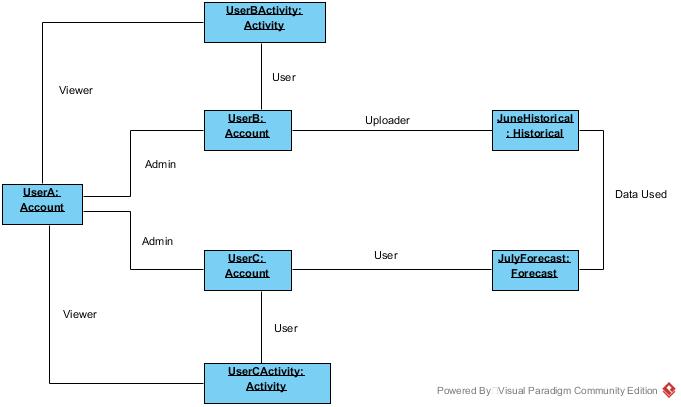 UserBActivity:
Activity
User
Viewer
UserB:
Account
Uploader
JuneHistorical
: Historical
Admin
UserA:
Account
Data Used
Admin
UserC:
Account
User
JulyForecast:
Forecast
Viewer
User
UserCActivity:
Activity
Powered By Visual Paradigm Community Edition